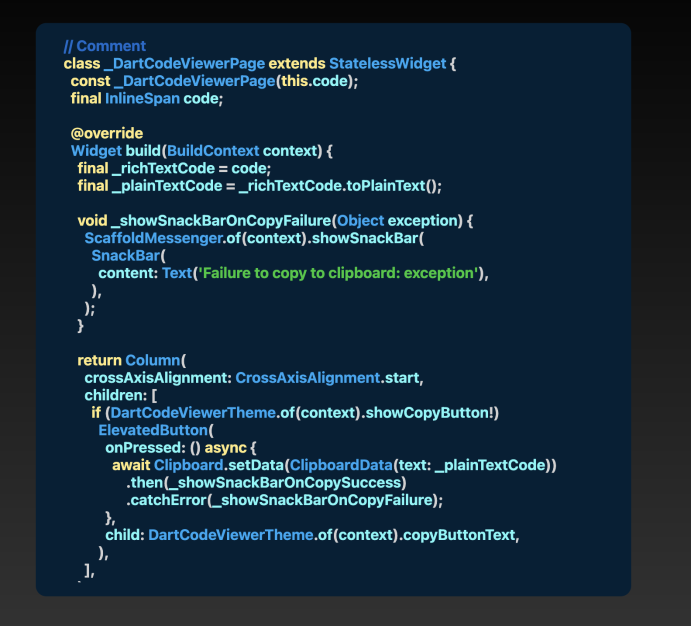 // Comment
class _DartCodeViewerPage extends StatelessWidget {
  const _DartCodeViewerPage(this.code);
  final InlineSpan code;

  @override
  Widget build(BuildContext context) {
    final _richTextCode = code;
    final _plainTextCode = _richTextCode.toPlainText();

    void _showSnackBarOnCopyFailure(Object exception) {
      ScaffoldMessenger.of(context).showSnackBar(
        SnackBar(
          content: Text('Failure to copy to clipboard: exception'),
        ),
      );
    }

    return Column(
      crossAxisAlignment: CrossAxisAlignment.start,
      children: [
        if (DartCodeViewerTheme.of(context).showCopyButton!)
          ElevatedButton(
            onPressed: () async {
              await Clipboard.setData(ClipboardData(text: _plainTextCode))
                  .then(_showSnackBarOnCopySuccess)
                  .catchError(_showSnackBarOnCopyFailure);
            },
            child: DartCodeViewerTheme.of(context).copyButtonText,
          ),
      ],